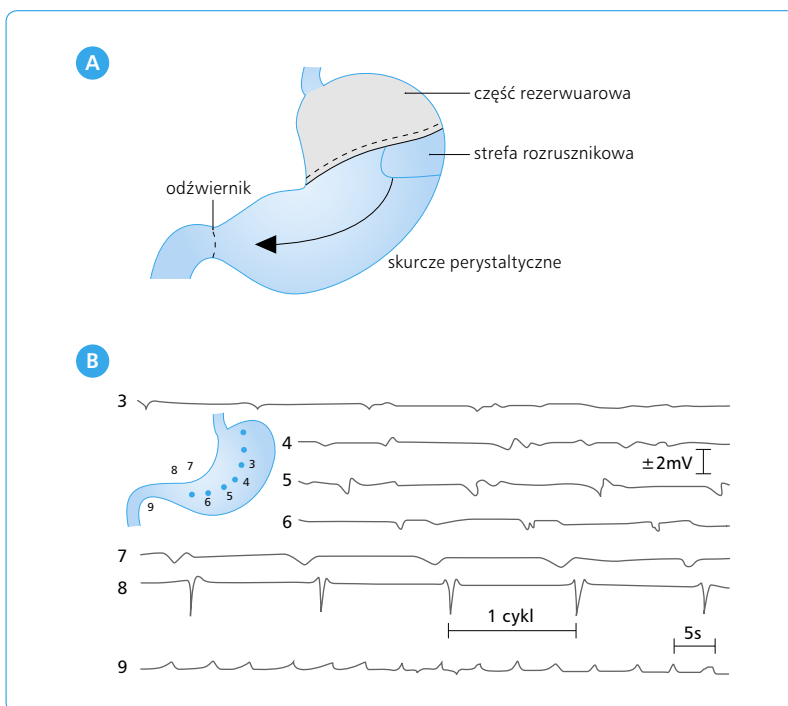 A
część rezerwuarowa
strefa rozrusznikowa
odźwiernik
skurcze perystaltyczne
B
3
4
±2mV
5
6
7
8
1 cykl
5s
9
8 7
3
4
5
6
9